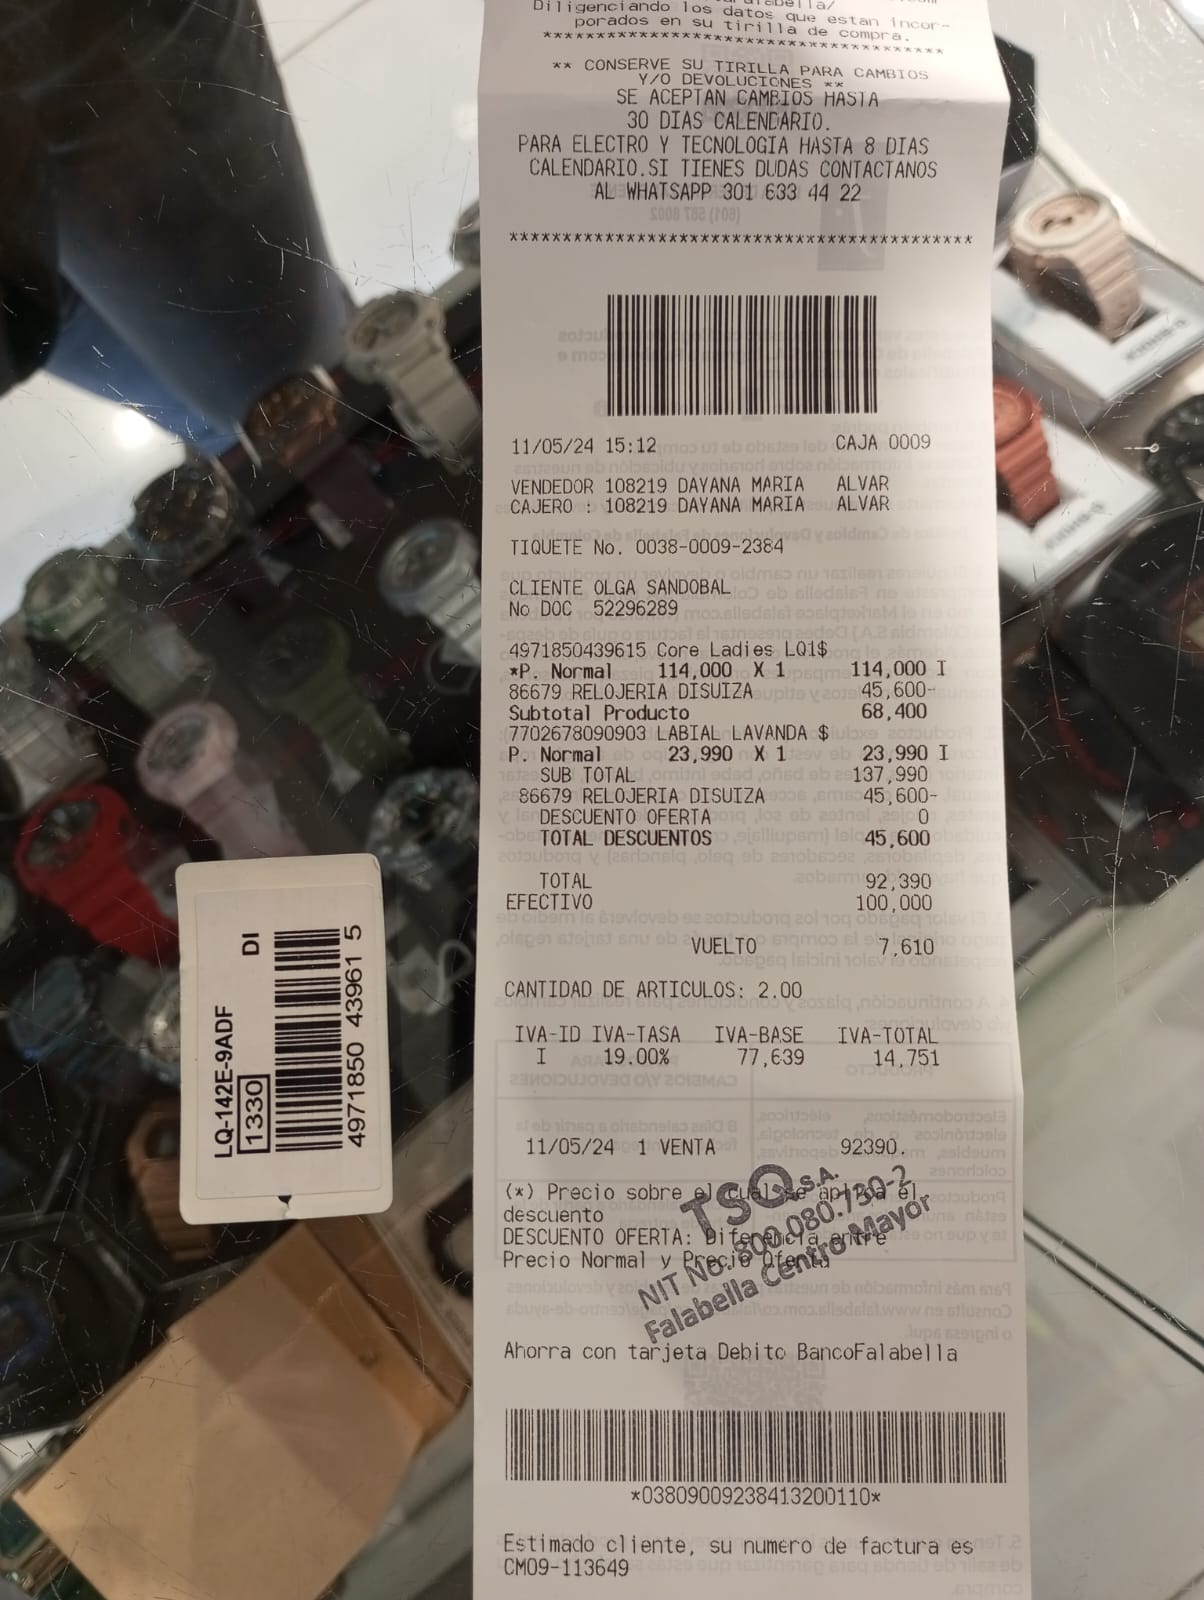 Diligenciando los datos que estan incor-
porados en su tirilla de compra.
****************************************
** CONSERVE SU TIRILLA PARA CAMBIOS
Y/O DEVOLUCIONES **
SE ACEPTAN CAMBIOS HASTA
30 DIAS CALENDARIO.
PARA ELECTRO Y TECNOLOGIA HASTA 8 DIAS
CALENDARIO.SI TIENES DUDAS CONTACTANOS
AL WHATSAPP 301 633 44 22
********************************************
11/05/24 15:12 CAJA 0009
VENDEDOR 108219 DAYANA MARIA ALVAR
CAJERO : 108219 DAYANA MARIA ALVAR
TIQUETE No. 0038-0009-2384
CLIENTE OLGA SANDOBAL
No DOC 52296289
4971850439615 Core Ladies LQ1$
*P. Normal 114,000 X 1 114,000 I
86679 RELOJERIA DISUIZA 45,600-
Subtotal Producto 68,400
7702678090903 LABIAL LAVANDA $
P. Normal 23,990 X 1 23,990 I
SUB TOTAL 137,990
86679 RELOJERIA DISUIZA 45,600-
DESCUENTO OFERTA 0
TOTAL DESCUENTOS 45,600
TOTAL 92,390
EFECTIVO 100,000
VUELTO 7,610
CANTIDAD DE ARTICULOS: 2.00
IVA-ID IVA-TASA IVA-BASE IVA-TOTAL
I 19.00% 77,639 14,751
11/05/24 1 VENTA 92390.
(*) Precio sobre el cual se aplica el
descuento
DESCUENTO OFERTA: Diferencia entre
Precio Normal y Precio Oferta
TSQ S.A.
NIT No. 800.080.730-2
Falabella Centro Mayor
Ahorra con tarjeta Debito BancoFalabella
*03809009238413200110*
Estimado cliente, su numero de factura es
CM09-113649
LQ-142E-9ADF
1330 DI
4971850 43961 5